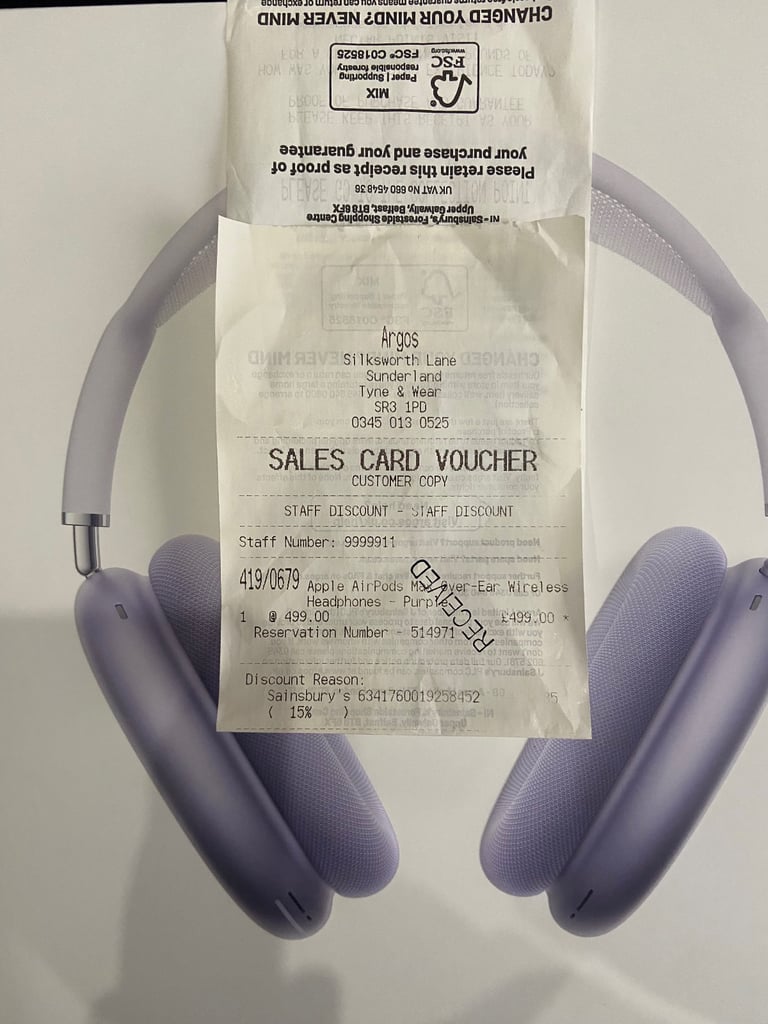 CHANGED YOUR MIND? NEVER MIND
FSC
www.fsc.org
MIX
Paper | Supporting
responsible forestry
FSC® C018525
Please retain this receipt as proof of
your purchase and your guarantee
UK VAT No 660 4548 36
NI - Sainsbury's, Forestside Shopping Centre
Upper Galwally, Belfast, BT8 6FX
Argos
Silksworth Lane
Sunderland
Tyne & Wear
SR3 1PD
0345 013 0525
SALES CARD VOUCHER
CUSTOMER COPY
STAFF DISCOUNT - STAFF DISCOUNT
Staff Number: 9999911
419/0679 Apple AirPods Max Over-Ear Wireless
Headphones - Purple
1 @ 499.00 £499.00 *
Reservation Number - 514971
RECEIVED
Discount Reason:
Sainsbury's 6341760019258452
( 15% )